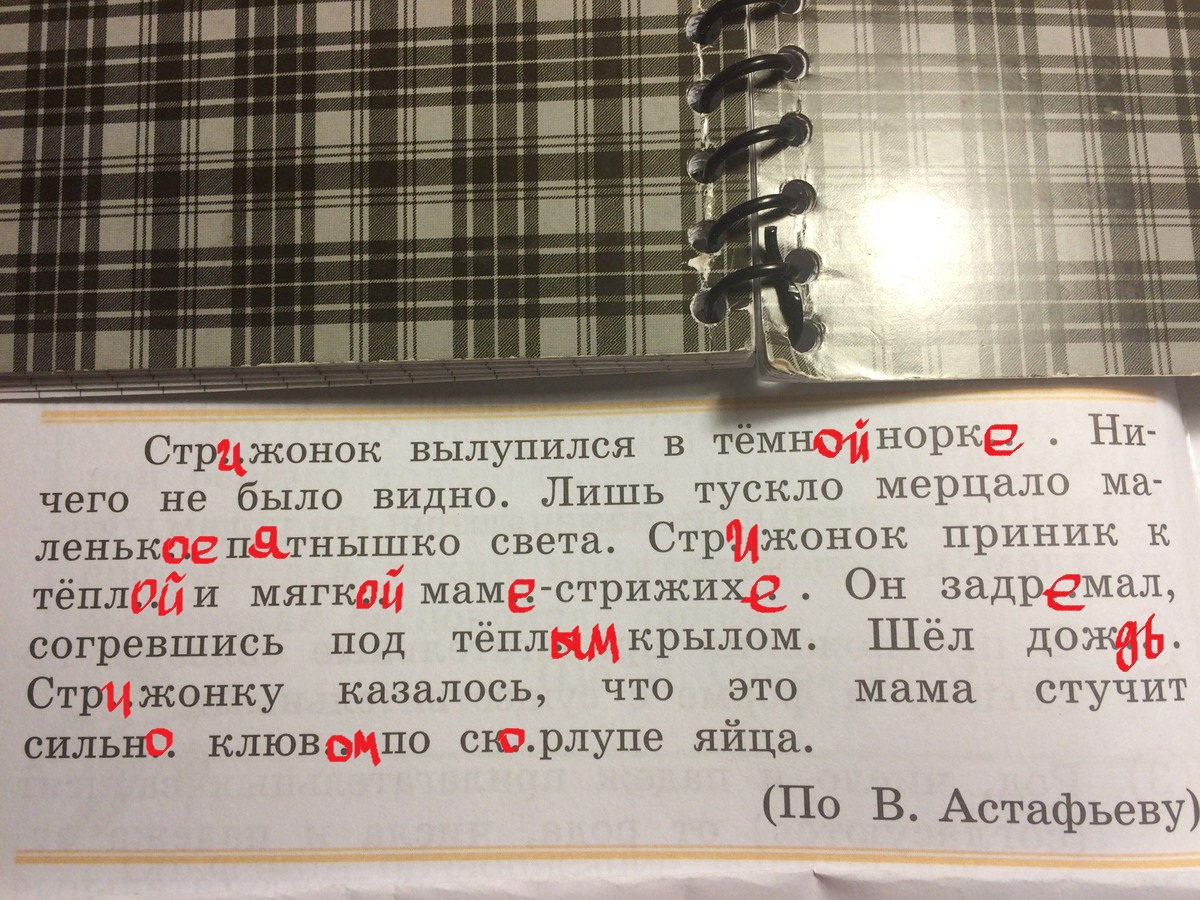 Стрижонок вылупился в тёмной норке . Ни-
чего не было видно. Лишь тускло мерцало ма-
ленькое пятнышко света. Стрижонок приник к
тёплой и мягкой маме-стрижихе . Он задремал,
согревшись под тёплым крылом. Шёл дождь.
Стрижонку казалось, что это мама стучит
сильно клювом по скорлупе яйца.
(По В. Астафьеву)